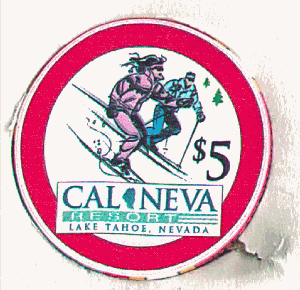 $5
CAL NEVA
RESORT
LAKE TAHOE, NEVADA